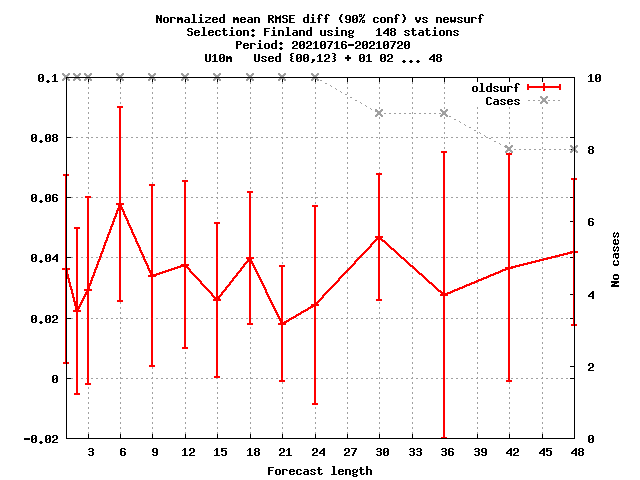 Normalized mean RMSE diff (90% conf) vs newsurf
Selection: Finland using   148 stations
Period: 20210716-20210720
U10m   Used {00,12} + 01 02 ... 48
0.1
0.08
0.06
0.04
0.02
0
-0.02
10
8
6
4
2
0
oldsurf
Cases
No cases
3 6 9 12 15 18 21 24 27 30 33 36 39 42 45 48
Forecast length